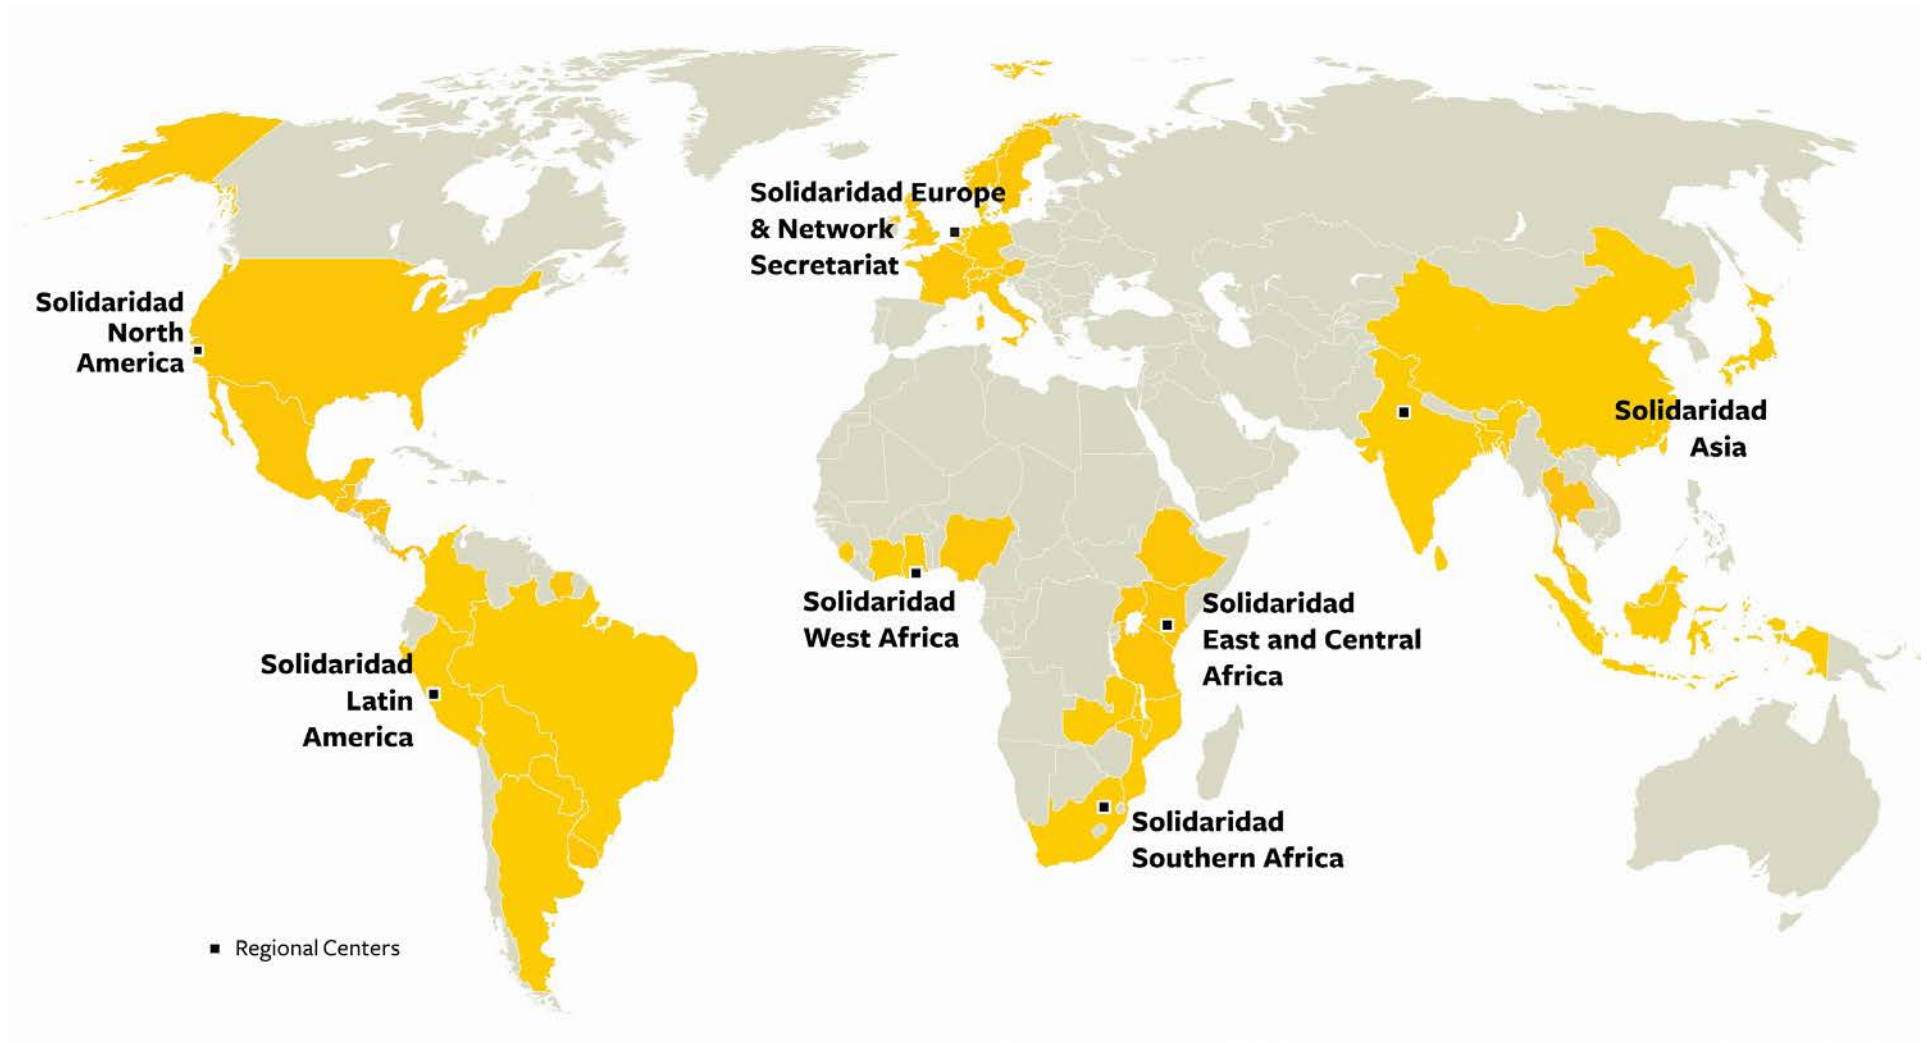 Solidaridad Europe
& Network
Secretariat
Solidaridad
North
America
Solidaridad
Asia
Solidaridad
West Africa
Solidaridad
East and Central
Africa
Solidaridad
Latin
America
Solidaridad
Southern Africa
Regional Centers